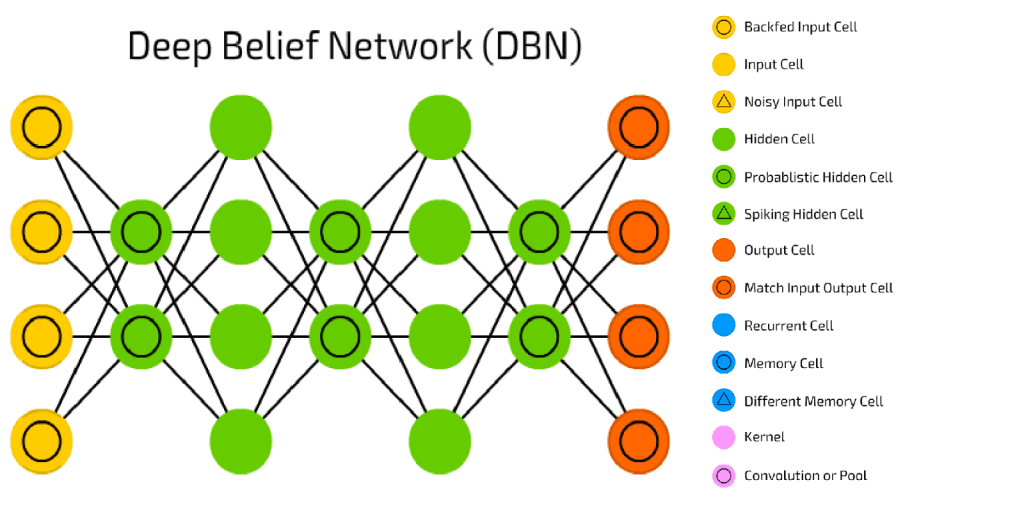 Deep Belief Network (DBN)
Backfed Input Cell
Input Cell
Noisy Input Cell
Hidden Cell
Probablistic Hidden Cell
Spiking Hidden Cell
Output Cell
Match Input Output Cell
Recurrent Cell
Memory Cell
Different Memory Cell
Kernel
Convolution or Pool